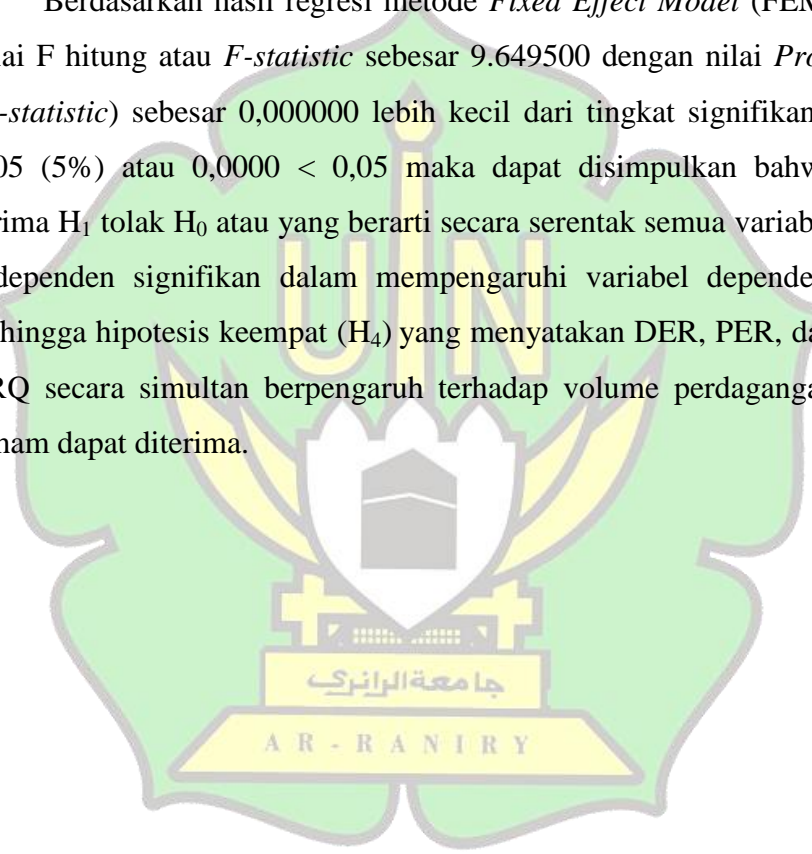 Berdasarkan hasil regresi metode Fixed Effect Model (FEM
ai F hitung atau F-statistic sebesar 9.649500 dengan nilai Pro
-statistic) sebesar 0,000000 lebih kecil dari tingkat signifikan
05 (5%) atau 0,0000 < 0,05 maka dapat disimpulkan bahw
rima H₁ tolak H₀ atau yang berarti secara serentak semua variab
dependen signifikan dalam mempengaruhi variabel depende
hingga hipotesis keempat (H₄) yang menyatakan DER, PER, da
RQ secara simultan berpengaruh terhadap volume perdaganga
ham dapat diterima.
UIN
جامعة الرانري
AR-RANIRY